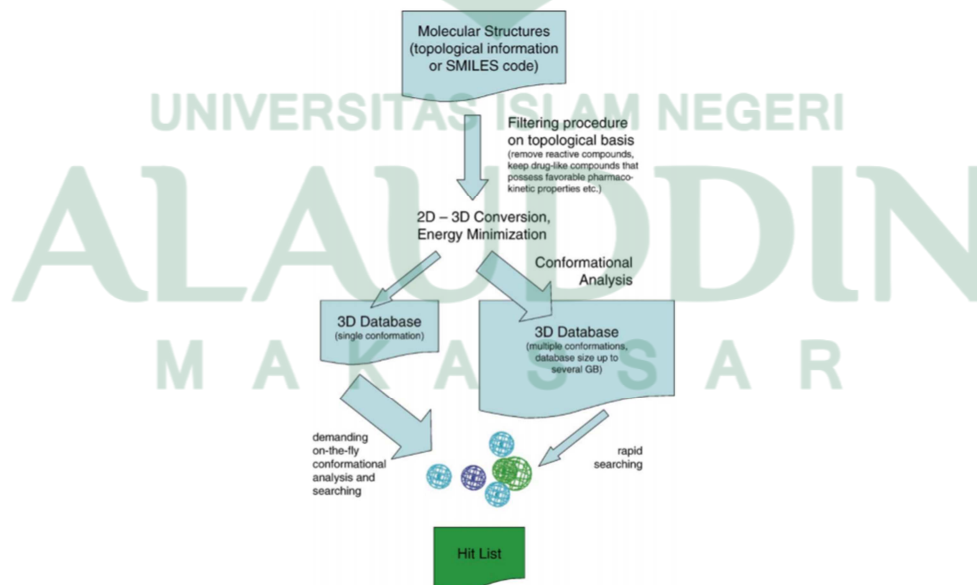 Molecular Structures
(topological information
or SMILES code)
UNIVERSITAS ISLAM NEGERI
Filtering procedure
on topological basis
(remove reactive compounds,
keep drug-like compounds that
possess favorable pharmaco-
kinetic properties etc.)
ALAUDDIN
2D – 3D Conversion,
Energy Minimization
Conformational
Analysis
3D Database
(single conformation)
3D Database
(multiple conformations,
database size up to
several GB)
MAKASSAR
demanding
on-the-fly
conformational
analysis and
searching
rapid
searching
Hit List